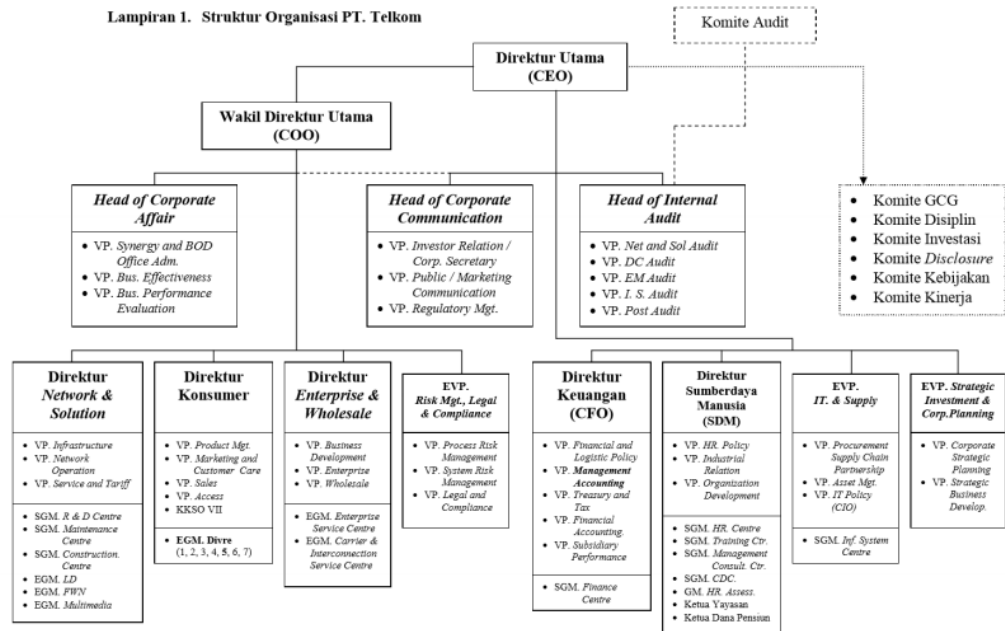 Lampiran 1. Struktur Organisasi PT. Telkom
Komite Audit
Direktur Utama
(CEO)
Wakil Direktur Utama
(COO)
Head of Corporate
Affair
• VP. Synergy and BOD
Office Adm.
• VP. Bus. Effectiveness
• VP. Bus. Performance
Evaluation
Head of Corporate
Communication
• VP. Investor Relation /
Corp. Secretary
• VP. Public / Marketing
Communication
• VP. Regulatory Mgt.
Head of Internal
Audit
• VP. Net and Sol Audit
• VP. DC Audit
• VP. EM Audit
• VP. I. S. Audit
• VP. Post Audit
• Komite GCG
• Komite Disiplin
• Komite Investasi
• Komite Disclosure
• Komite Kebijakan
• Komite Kinerja
Direktur
Network &
Solution
• VP. Infrastructure
• VP. Network
Operation
• VP. Service and Tariff
• SGM. R & D Centre
• SGM. Maintenance
Centre
• SGM. Construction.
Centre
• EGM. LD
• EGM. FWN
• EGM. Multimedia
Direktur
Konsumer
• VP. Product Mgt.
• VP. Marketing and
Customer Care
• VP. Sales
• VP. Access
• KKSO VII
• EGM. Divre
(1, 2, 3, 4, 5, 6, 7)
Direktur
Enterprise &
Wholesale
• VP. Business
Development
• VP. Enterprise
• VP. Wholesale
• EGM. Enterprise
Service Centre
• EGM. Carrier &
Interconnection
Service Centre
EVP.
Risk Mgt., Legal
& Compliance
• VP. Process Risk
Management
• VP. System Risk
Management
• VP. Legal and
Compliance
Direktur
Keuangan
(CFO)
• VP. Financial and
Logistic Policy
• VP. Management
Accounting
• VP. Treasury and
Tax
• VP. Financial
Accounting.
• VP. Subsidiary
Performance
• SGM. Finance
Centre
Direktur
Sumberdaya
Manusia
(SDM)
• VP. HR. Policy
• VP. Industrial
Relation
• VP. Organization
Development
• SGM. HR. Centre
• SGM. Training Ctr.
• SGM. Management
Consult. Ctr.
• SGM. CDC.
• GM. HR. Assess.
• Ketua Yayasan
• Ketua Dana Pensiun
EVP.
IT. & Supply
• VP. Procurement
Supply Chain
Partnership
• VP. Asset Mgt.
• VP. IT Policy
(CIO)
• SGM. Inf. System
Centre
EVP. Strategic
Investment &
Corp.Planning
• VP. Corporate
Strategic
Planning
• VP. Strategic
Business
Develop.